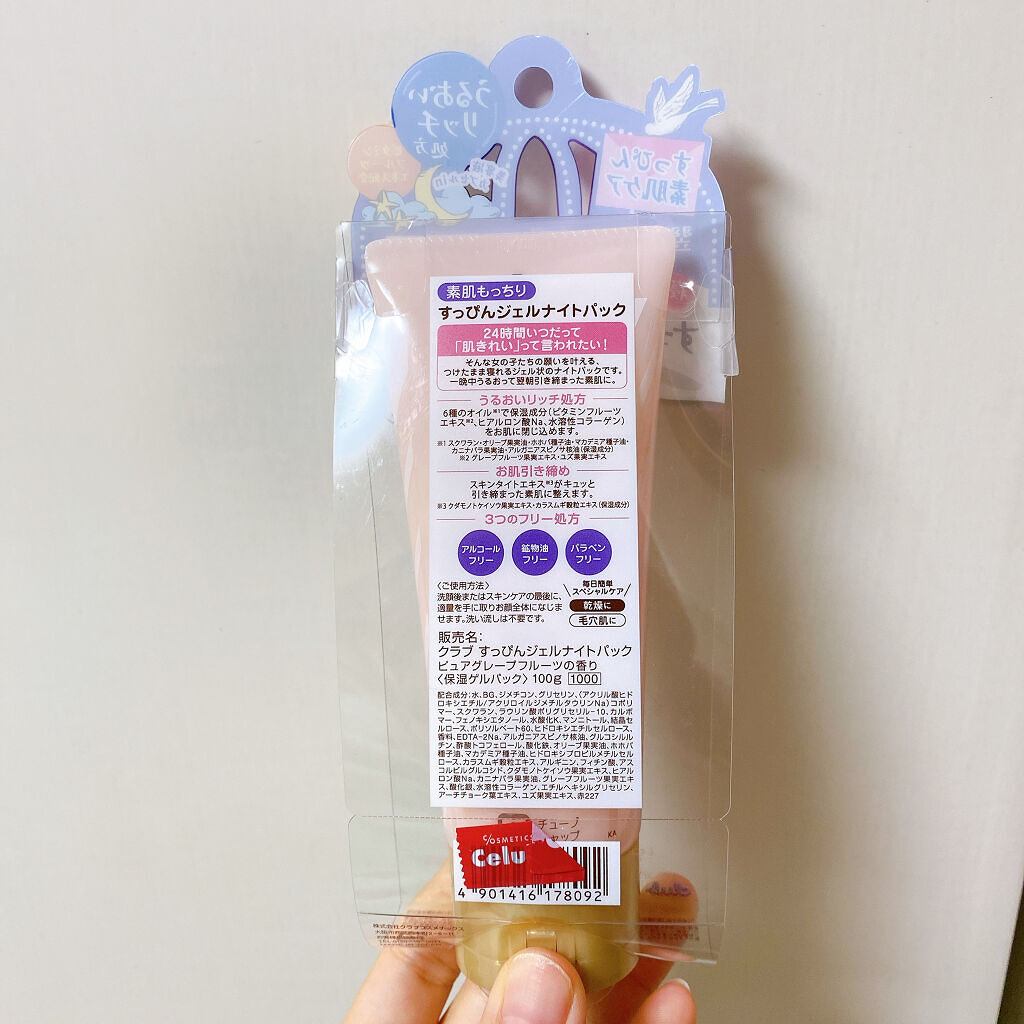 うるおい
リッチ
処方
ビタミン
フルーツ
エキス配合
すっぴん
素肌ケア
素肌もっちり
すっぴんジェルナイトパック
24時間いつだって
「肌きれい」って言われたい！
そんな女の子たちの願いを叶える、
つけたまま寝れるジェル状のナイトパックです。
一晩中うるおって翌朝引き締まった素肌に。
うるおいリッチ処方
6種のオイル※1で保湿成分（ビタミンフルーツ
エキス※2、ヒアルロン酸Na、水溶性コラーゲン）
をお肌に閉じ込めます。
※1 スクワラン・オリーブ果実油・ホホバ種子油・マカデミア種子油・
カニナバラ果実油・アルガニアスピノサ核油（保湿成分）
※2 グレープフルーツ果実エキス・ユズ果実エキス
お肌引き締め
スキンタイトエキス※3がキュッと
引き締まった素肌に整えます。
※3 クダモノトケイソウ果実エキス・カラスムギ穀粒エキス（保湿成分）
3つのフリー処方
アルコール
フリー
鉱物油
フリー
パラベン
フリー
〈ご使用方法〉
洗顔後またはスキンケアの最後に、
適量を手に取りお顔全体になじま
せます。洗い流しは不要です。
毎日簡単
スペシャルケア
乾燥に
毛穴肌に
販売名：
クラブ すっぴんジェルナイトパック
ピュアグレープフルーツの香り
〈保湿ゲルパック〉100g 1000
配合成分：水、BG、ジメチコン、グリセリン、（アクリル酸ヒド
ロキシエチル/アクリロイルジメチルタウリンNa）コポリ
マー、スクワラン、ラウリン酸ポリグリセリル-10、カルボ
マー、フェノキシエタノール、水酸化K、マンニトール、結晶セ
ルロース、ポリソルベート60、ヒドロキシエチルセルロース、
香料、EDTA-2Na、アルガニアスピノサ核油、グルコシルル
チン、酢酸トコフェロール、酸化鉄、オリーブ果実油、ホホバ
種子油、マカデミア種子油、ヒドロキシプロピルメチルセル
ロース、カラスムギ穀粒エキス、アルギニン、フィチン酸、アス
コルビルグルコシド、クダモノトケイソウ果実エキス、ヒアル
ロン酸Na、カニナバラ果実油、グレープフルーツ果実エキ
ス、酸化銀、水溶性コラーゲン、エチルヘキシルグリセリン、
アーチチョーク葉エキス、ユズ果実エキス、赤227
チューブ
KA
COSMETICS
Celu
4 901416 178092
株式会社クラブコスメチックス